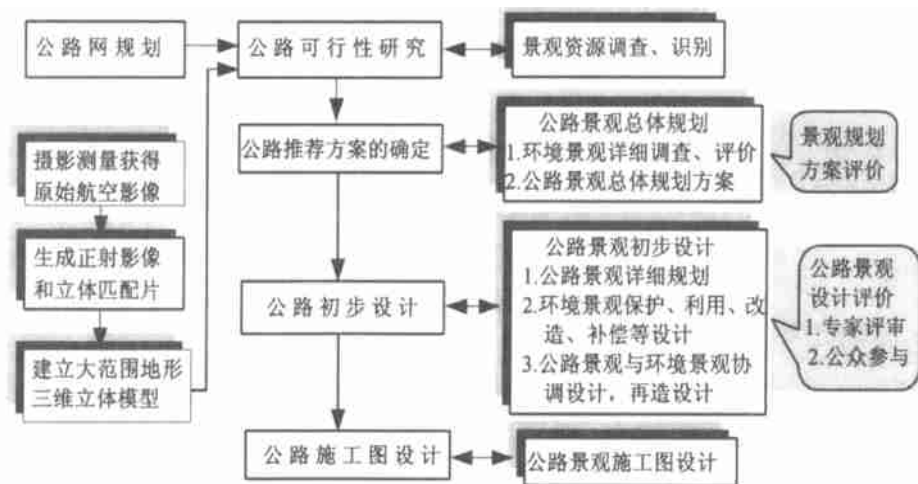 公路网规划
公路可行性研究
景观资源调查、识别
摄影测量获得
原始航空影像
生成正射影像
和立体匹配片
建立大范围地形
三维立体模型
公路推荐方案的确定
公路景观总体规划
1.环境景观详细调查、评价
2.公路景观总体规划方案
景观规划
方案评价
公路初步设计
公路景观初步设计
1.公路景观详细规划
2.环境景观保护、利用、改
造、补偿等设计
3.公路景观与环境景观协
调设计，再造设计
公路景观
设计评价
1.专家评审
2.公众参与
公路施工图设计
公路景观施工图设计